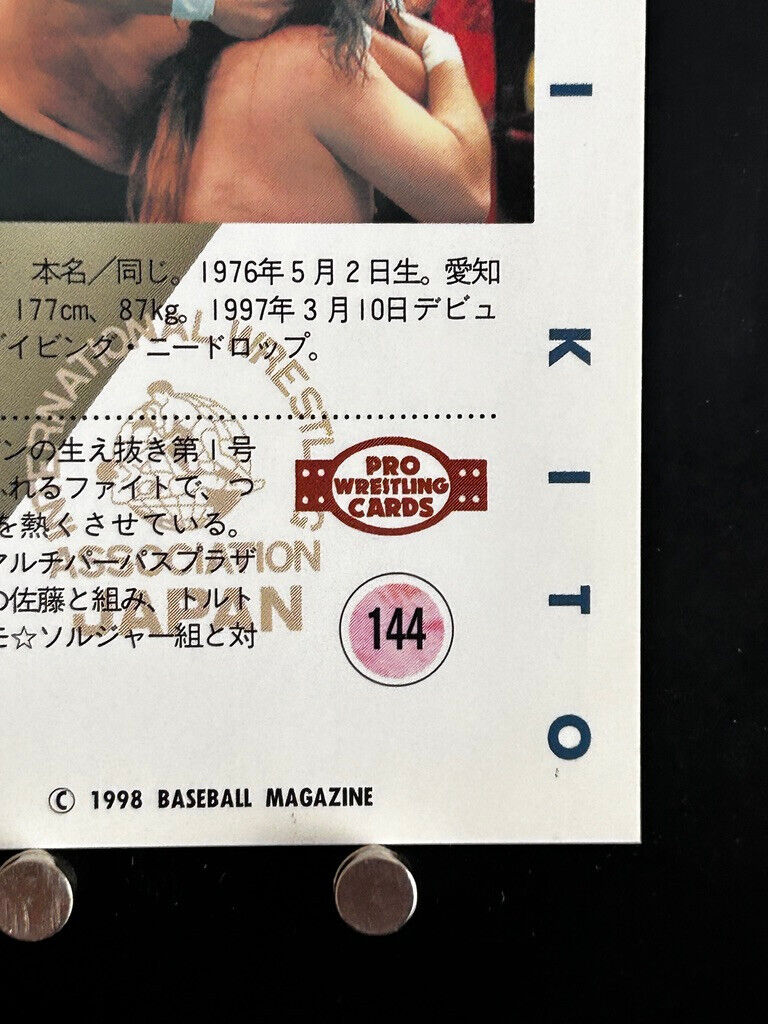 本名/同じ。1976年5月2日生。愛知
177cm、87kg。1997年3月10日デビュ
イビング・ニードロップ。
ンの生え抜き第1号
れるファイトで、つ
を熱くさせている。
アルチパーパスプラザ
の佐藤と組み、トルト
モ☆ソルジャー組と対
INTERNATIONAL WRESTLING
ASSOCIATION
JAPAN
PRO
WRESTLING
CARDS
144
© 1998 BASEBALL MAGAZINE
I K I T O